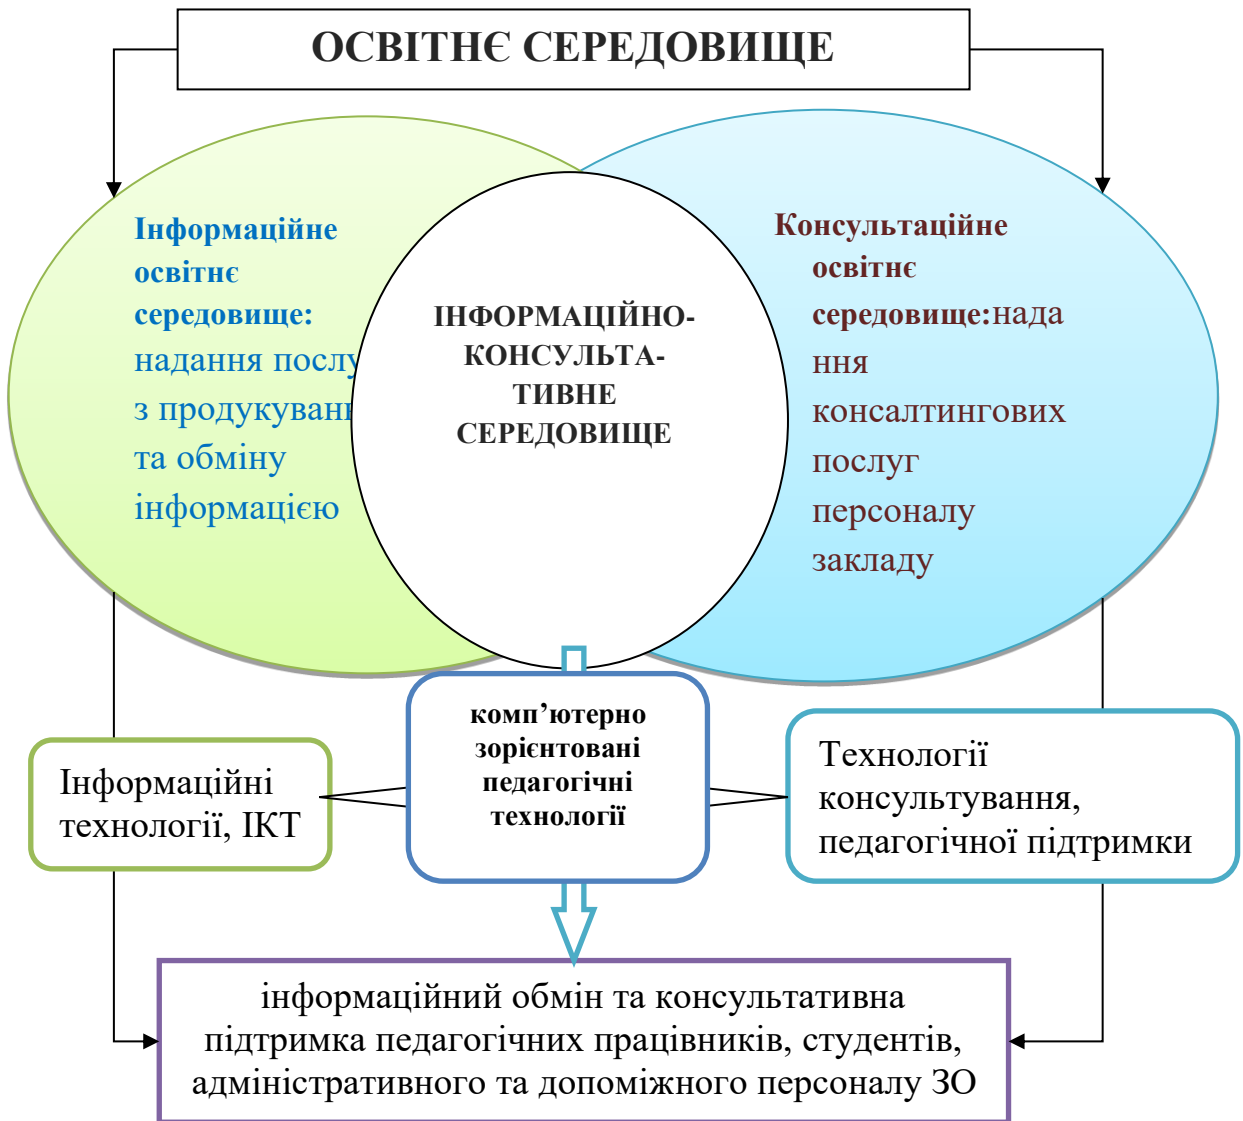 ОСВІТНЄ СЕРЕДОВИЩЕ
Інформаційне
освітнє
середовище:
надання послу
з продукуван
та обміну
інформацією
ІНФОРМАЦІЙНО-
КОНСУЛЬТА-
ТИВНЕ
СЕРЕДОВИЩЕ
Консультаційне
освітнє
середовище:нада
ння
консалтингових
послуг
персоналу
закладу
комп’ютерно
зорієнтовані
педагогічні
технології
Інформаційні
технології, ІКТ
Технології
консультування,
педагогічної підтримки
інформаційний обмін та консультативна
підтримка педагогічних працівників, студентів,
адміністративного та допоміжного персоналу ЗО